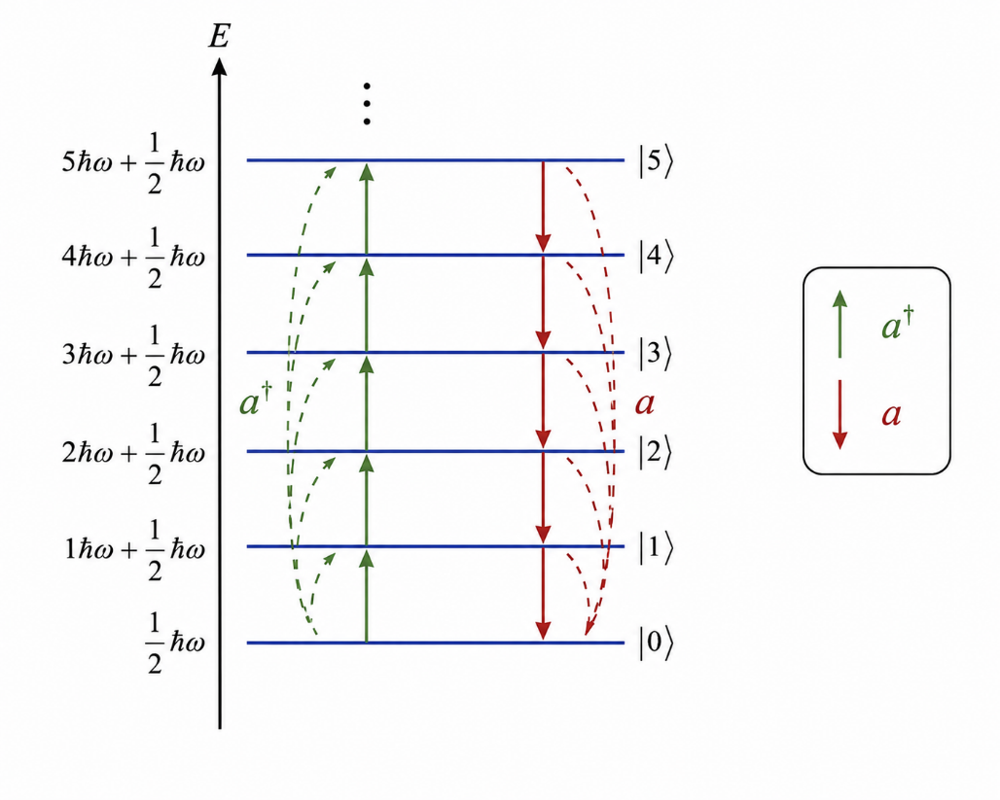 E
⋮
5ħω + 1/2 ħω |5⟩
4ħω + 1/2 ħω |4⟩
3ħω + 1/2 ħω |3⟩
a† a
2ħω + 1/2 ħω |2⟩
1ħω + 1/2 ħω |1⟩
1/2 ħω |0⟩
a†
a